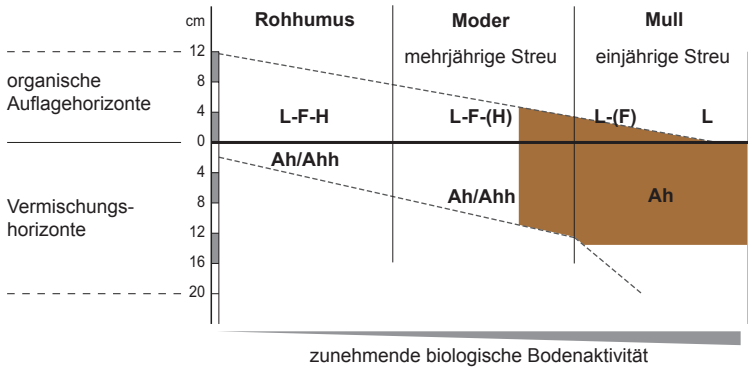 cm Rohhumus Moder Mull
mehrjährige Streu einjährige Streu
12
8
organische
Auflagehorizonte
4
L-F-H L-F-(H) L-(F) L
0
Ah/Ahh
4
Ah/Ahh Ah
Vermischungs-
horizonte
8
12
16
20
zunehmende biologische Bodenaktivität